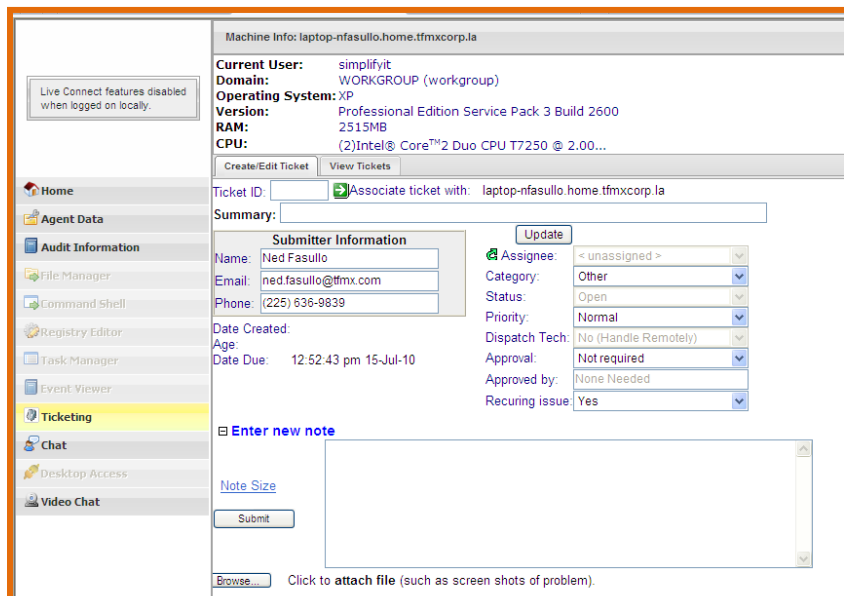 Machine Info: laptop-nfasullo.home.tfmxcorp.la
Live Connect features disabled
when logged on locally.
Current User: simplifyit
Domain: WORKGROUP (workgroup)
Operating System: XP
Version: Professional Edition Service Pack 3 Build 2600
RAM: 2515MB
CPU: (2)Intel® Core™2 Duo CPU T7250 @ 2.00...
Home
Agent Data
Audit Information
File Manager
Command Shell
Registry Editor
Task Manager
Event Viewer
Ticketing
Chat
Desktop Access
Video Chat
Create/Edit Ticket View Tickets
Ticket ID: Associate ticket with: laptop-nfasullo.home.tfmxcorp.la
Summary:
Submitter Information
Name: Ned Fasullo
Email: ned.fasullo@tfmx.com
Phone: (225) 636-9839
Date Created:
Age:
Date Due: 12:52:43 pm 15-Jul-10
Update
Assignee: < unassigned >
Category: Other
Status: Open
Priority: Normal
Dispatch Tech: No (Handle Remotely)
Approval: Not required
Approved by: None Needed
Recuring issue: Yes
Enter new note
Note Size
Submit
Browse... Click to attach file (such as screen shots of problem).